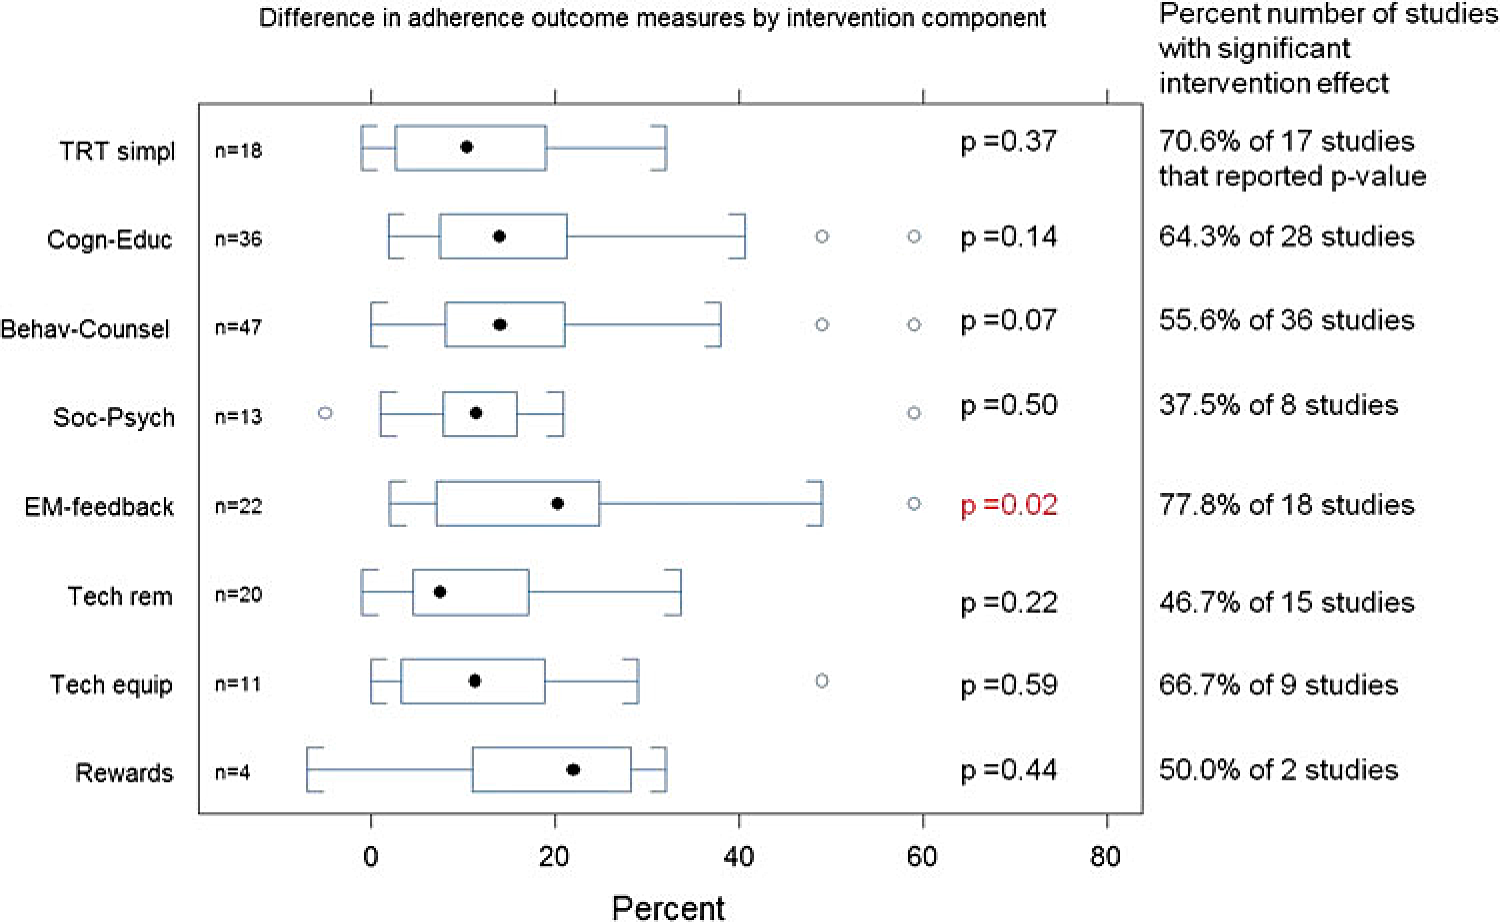 Difference in adherence outcome measures by intervention component
Percent number of studies
with significant
intervention effect
TRT simpl n=18 p =0.37 70.6% of 17 studies
that reported p-value
Cogn-Educ n=36 p =0.14 64.3% of 28 studies
Behav-Counsel n=47 p =0.07 55.6% of 36 studies
Soc-Psych n=13 p =0.50 37.5% of 8 studies
EM-feedback n=22 p =0.02 77.8% of 18 studies
Tech rem n=20 p =0.22 46.7% of 15 studies
Tech equip n=11 p =0.59 66.7% of 9 studies
Rewards n=4 p =0.44 50.0% of 2 studies
0 20 40 60 80
Percent